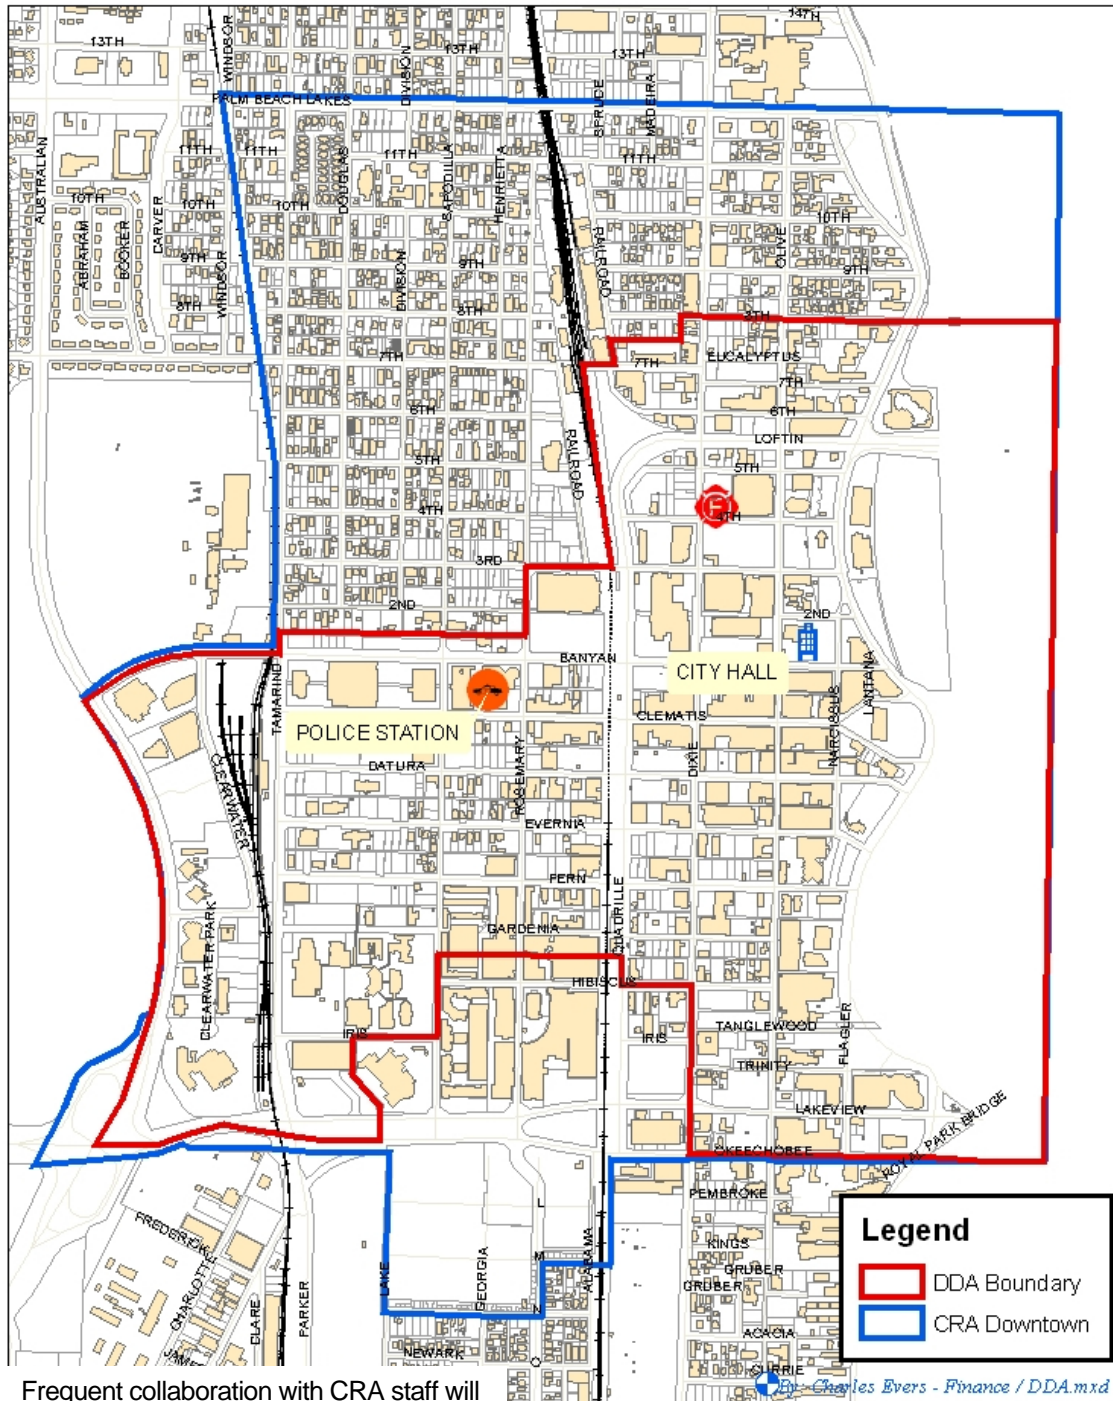 147H
13TH
13TH
13TH
WINDSOR
DIVISION
PALM BEACH LAKES
SPRUCE
MADEIRA
AUSTRALIAN
11TH
11TH
11TH
11TH
DOUGLAS
SAPODILLA
HENRIETTA
10TH
10TH
10TH
10TH
CARVER
ABRAHAM
BOOKER
OLIVE
RAILROAD
9TH
9TH
9TH
WINDSOR
DIVISION
8TH
8TH
8TH
7TH
7TH
EUCALYPTUS
7TH
6TH
6TH
LOFTIN
RAILROAD
5TH
5TH
4TH
F
4TH
3RD
2ND
2ND
BANYAN
CITY HALL
TAMARIND
LANTANA
NARCISSUS
POLICE STATION
CLEMATIS
DIXIE
DATURA
ROSEMARY
CLEARWATER
EVERNIA
FERN
QUADRILLE
GARDENIA
CLEARWATER PARK
HIBISCUS
IRIS
IRIS
TANGLEWOOD
FLAGLER
TRINITY
LAKEVIEW
OKEECHOBEE
ROYAL PARK BRIDGE
PEMBROKE
FREDERICK
CHARLOTTE
CLARE
PARKER
LAKE
GEORGIA
L
M
N
O
ALABAMA
KINGS
GRUBER
GRUBER
ACACIA
NEWARK
CURRIE
Legend
DDA Boundary
CRA Downtown
By: Charles Evers - Finance / DDA.mxd
Frequent collaboration with CRA staff will